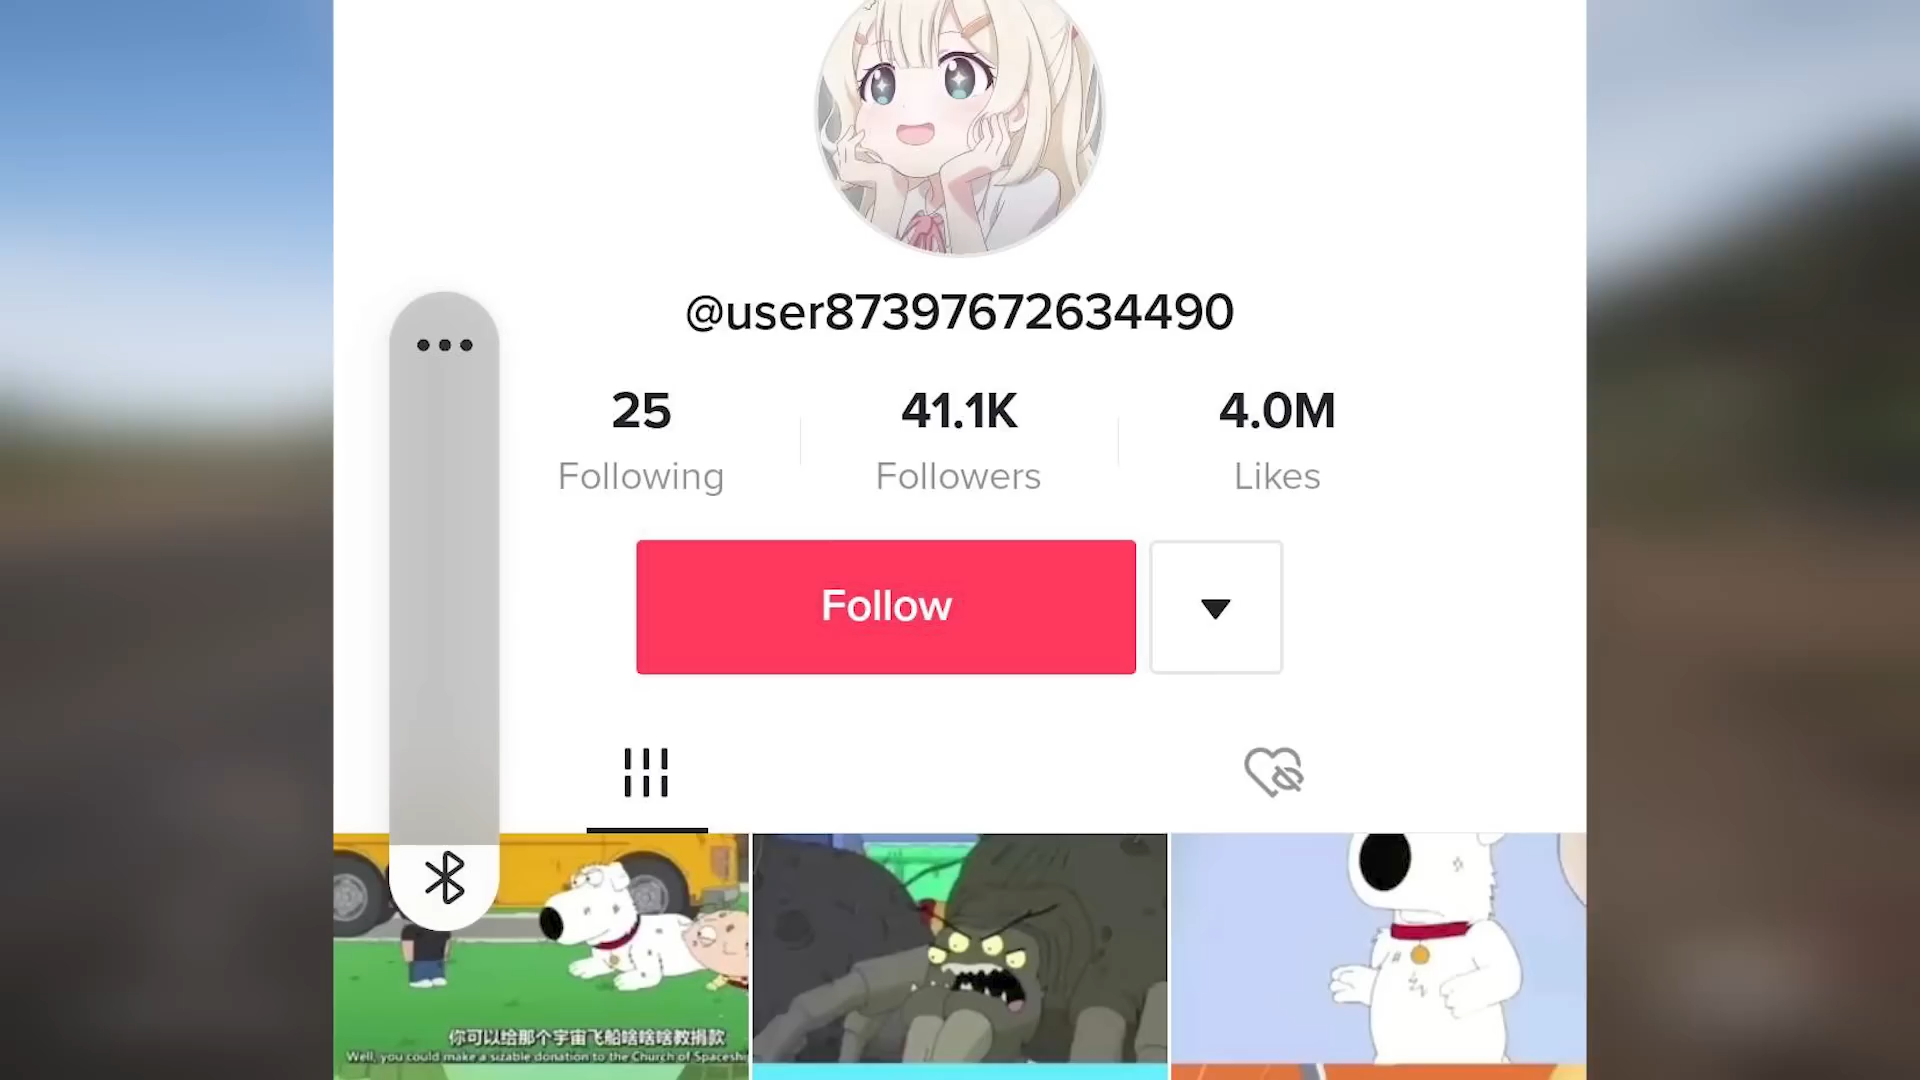 @user87397672634490
25
Following
41.1K
Followers
4.0M
Likes
Follow
你可以给那个宇宙飞船啥啥啥教捐款
Well, you could make a sizable donation to the Church of Spaceshi